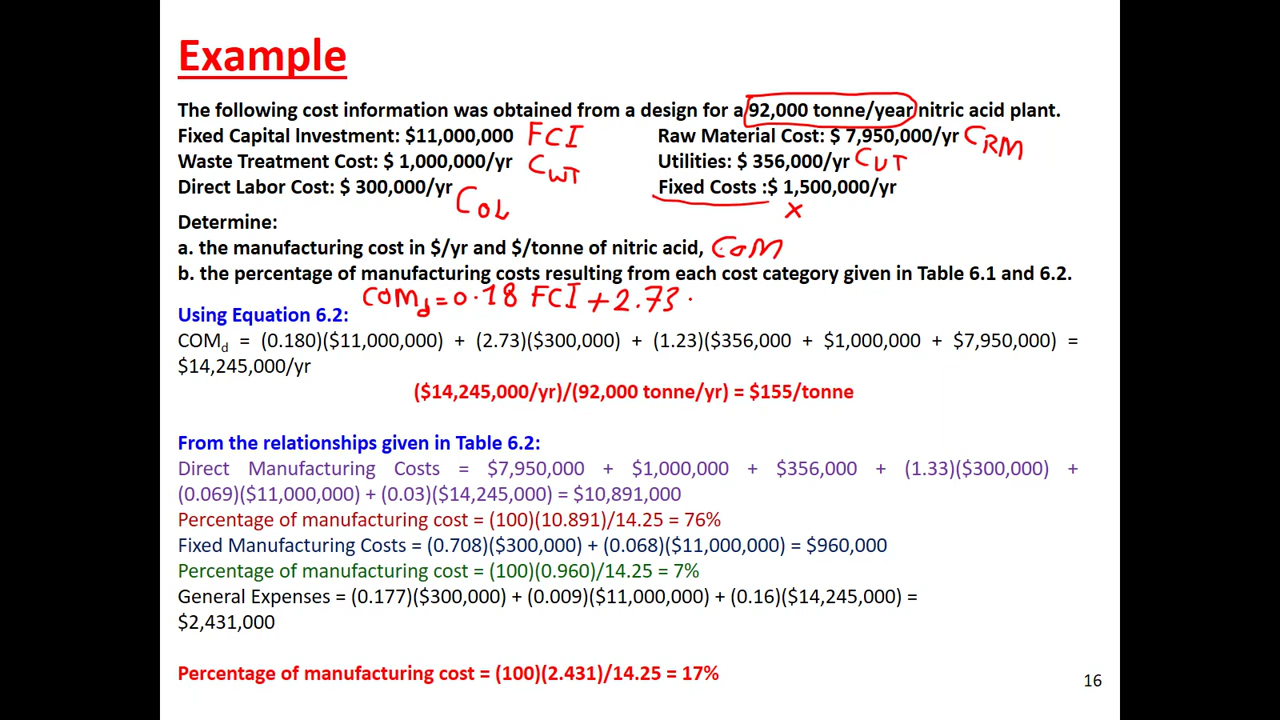 Example
The following cost information was obtained from a design for a 92,000 tonne/year nitric acid plant.
Fixed Capital Investment: $11,000,000 FCI Raw Material Cost: $ 7,950,000/yr CRM
Waste Treatment Cost: $ 1,000,000/yr CWT Utilities: $ 356,000/yr CUT
Direct Labor Cost: $ 300,000/yr COL Fixed Costs :$ 1,500,000/yr
x
Determine:
a. the manufacturing cost in $/yr and $/tonne of nitric acid, COM
b. the percentage of manufacturing costs resulting from each cost category given in Table 6.1 and 6.2.
COMd = 0.18 FCI + 2.73 .
Using Equation 6.2:
COMd = (0.180)($11,000,000) + (2.73)($300,000) + (1.23)($356,000 + $1,000,000 + $7,950,000) =
$14,245,000/yr
($14,245,000/yr)/(92,000 tonne/yr) = $155/tonne
From the relationships given in Table 6.2:
Direct Manufacturing Costs = $7,950,000 + $1,000,000 + $356,000 + (1.33)($300,000) +
(0.069)($11,000,000) + (0.03)($14,245,000) = $10,891,000
Percentage of manufacturing cost = (100)(10.891)/14.25 = 76%
Fixed Manufacturing Costs = (0.708)($300,000) + (0.068)($11,000,000) = $960,000
Percentage of manufacturing cost = (100)(0.960)/14.25 = 7%
General Expenses = (0.177)($300,000) + (0.009)($11,000,000) + (0.16)($14,245,000) =
$2,431,000
Percentage of manufacturing cost = (100)(2.431)/14.25 = 17%
16